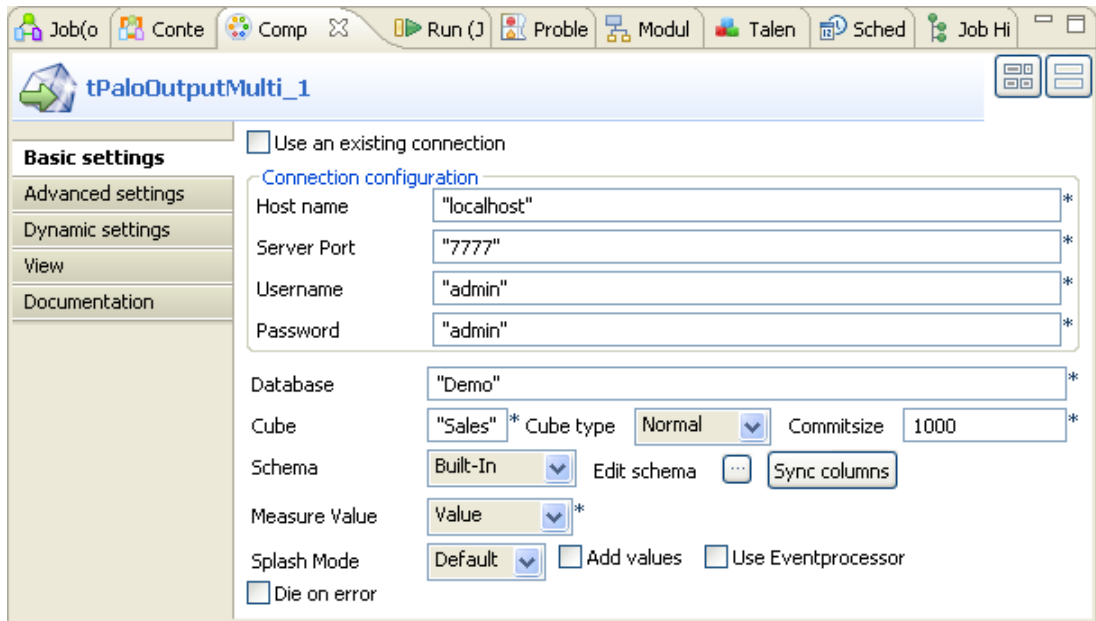 Job(o Conte Comp Run (J Proble Modul Talen Sched Job Hi
tPaloOutputMulti_1
Basic settings
Advanced settings
Dynamic settings
View
Documentation
Use an existing connection
Connection configuration
Host name "localhost" *
Server Port "7777" *
Username "admin" *
Password "admin" *
Database "Demo" *
Cube "Sales" * Cube type Normal Commitsize 1000 *
Schema Built-In Edit schema ... Sync columns
Measure Value Value *
Splash Mode Default Add values Use Eventprocessor
Die on error